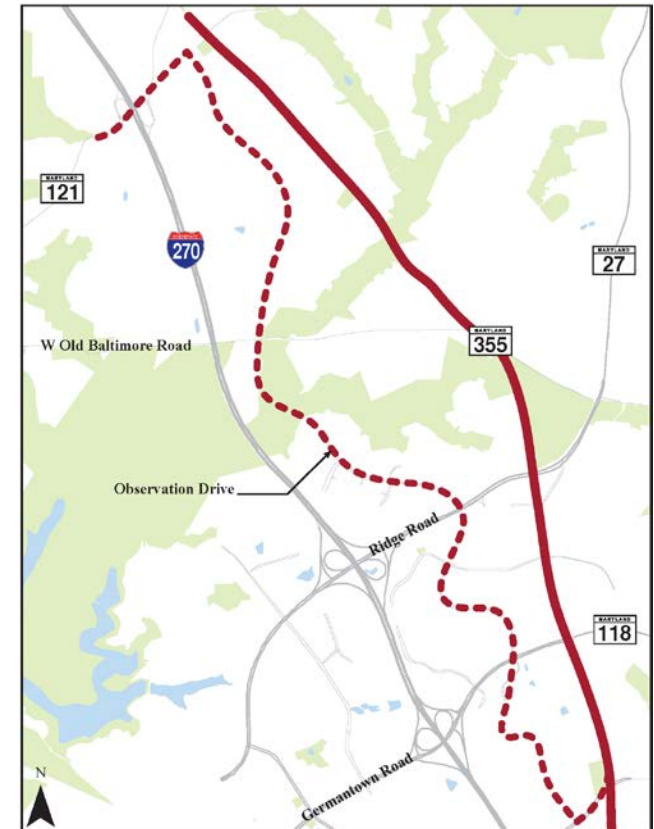 MARYLAND
121
INTERSTATE
270
MARYLAND
27
W Old Baltimore Road
MARYLAND
355
Observation Drive
Ridge Road
MARYLAND
118
Germantown Road
N